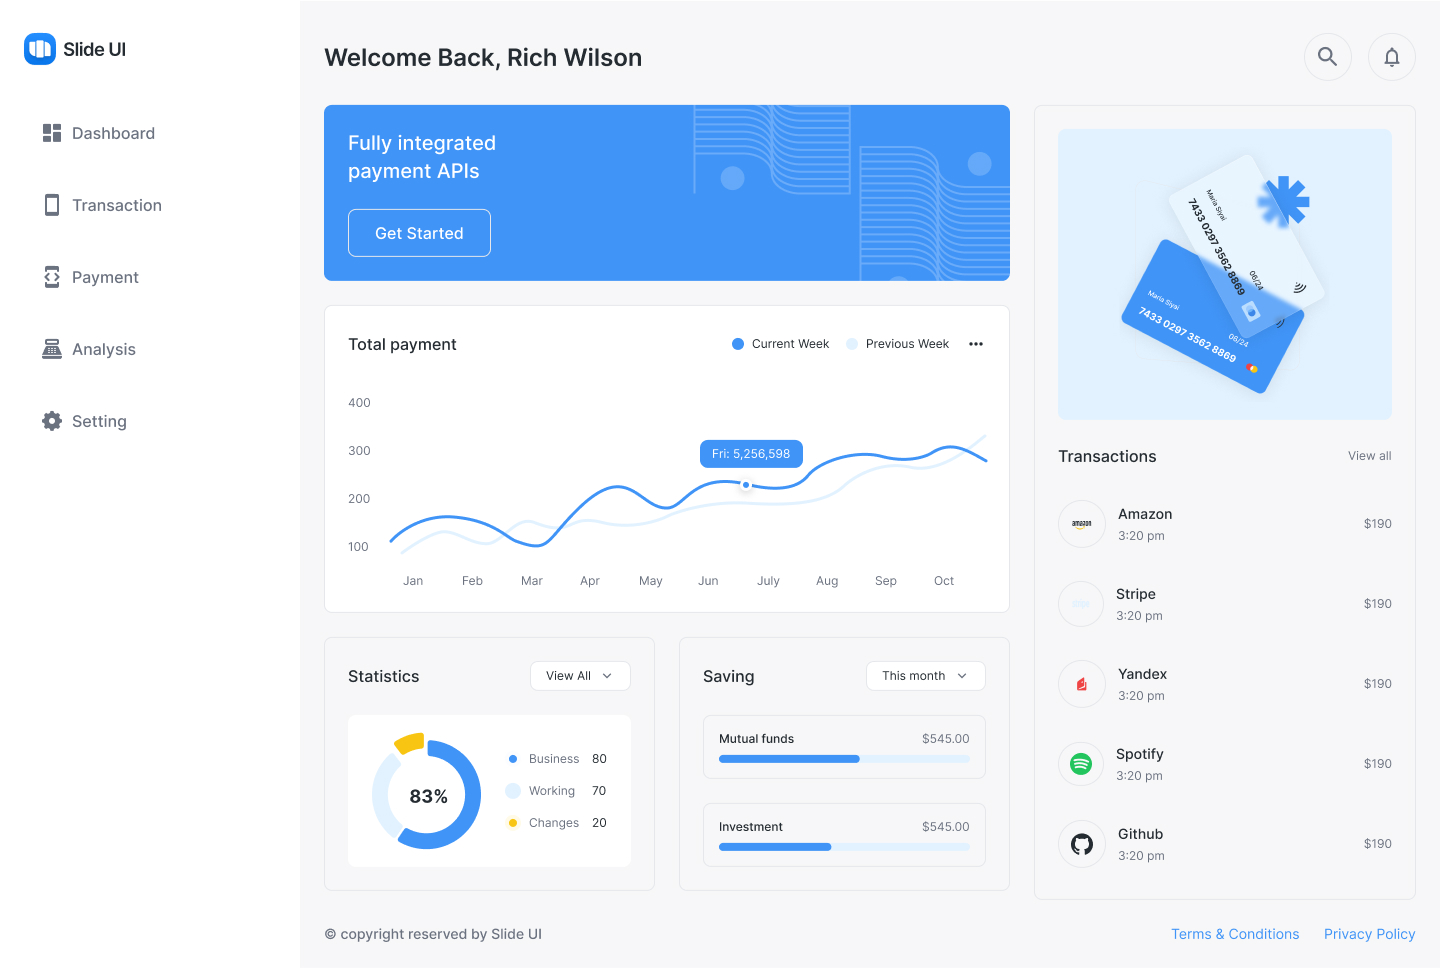 Slide UI
Dashboard
Transaction
Payment
Analysis
Setting
Welcome Back, Rich Wilson
Fully integrated
payment APIs
Get Started
Total payment
Current Week
Previous Week
400
300
200
100
Fri: 5,256,598
Jan Feb Mar Apr May Jun July Aug Sep Oct
Statistics
View All
83%
Business 80
Working 70
Changes 20
Saving
This month
Mutual funds $545.00
Investment $545.00
Maria Siyai
7433 0297 3562 8869
06/24
Maria Siyai
7433 0297 3562 8869
06/24
Transactions
View all
amazon
Amazon
3:20 pm
$190
Stripe
3:20 pm
$190
Yandex
3:20 pm
$190
Spotify
3:20 pm
$190
Github
3:20 pm
$190
© copyright reserved by Slide UI
Terms & Conditions
Privacy Policy